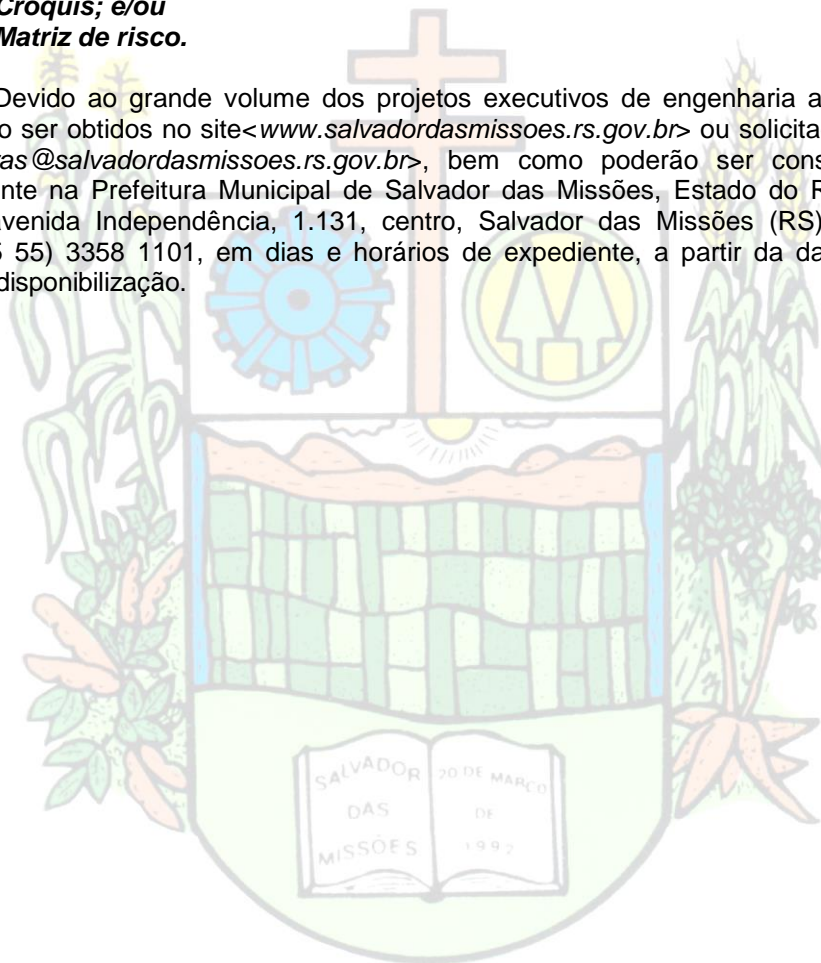 Croquis; e/ou
Matriz de risco.
Devido ao grande volume dos projetos executivos de engenharia a
o ser obtidos no site<www.salvadordasmissoes.rs.gov.br> ou solicita
ras@salvadordasmissoes.rs.gov.br>, bem como poderão ser cons
nte na Prefeitura Municipal de Salvador das Missões, Estado do R
avenida Independência, 1.131, centro, Salvador das Missões (RS)
55) 3358 1101, em dias e horários de expediente, a partir da da
disponibilização.
SALVADOR
DAS
MISSÕES
20 DE MARÇO
DE
1992